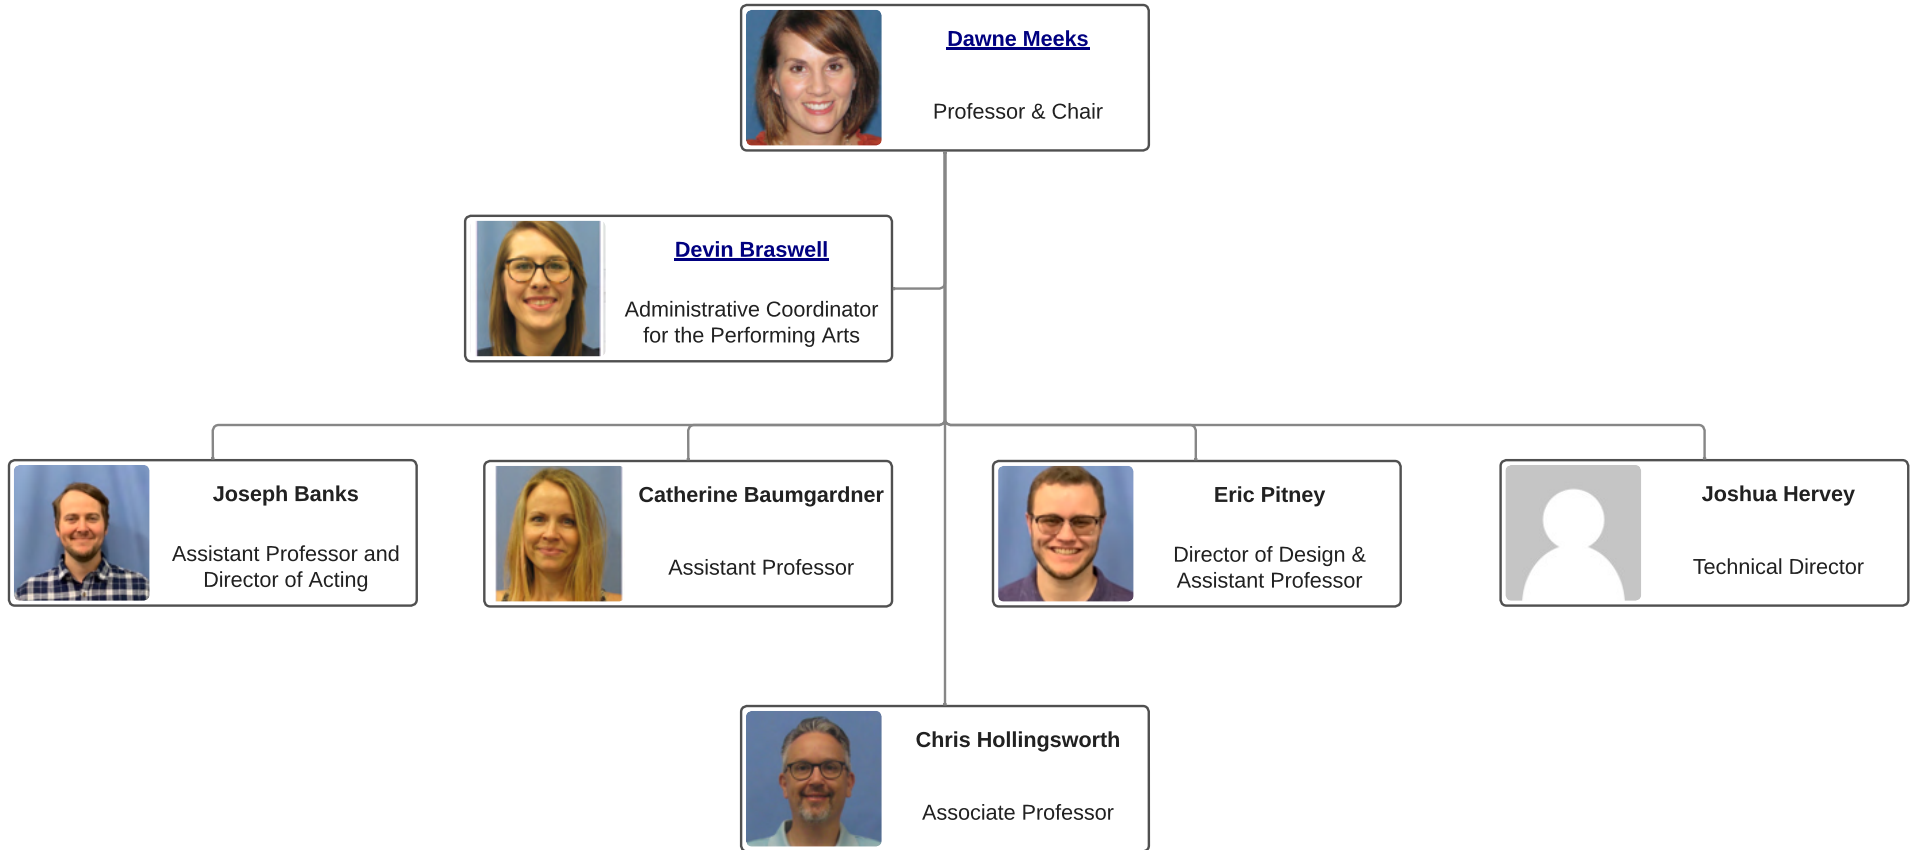 Dawne Meeks
Professor & Chair
Devin Braswell
Administrative Coordinator
for the Performing Arts
Joseph Banks
Assistant Professor and
Director of Acting
Catherine Baumgardner
Assistant Professor
Eric Pitney
Director of Design &
Assistant Professor
Joshua Hervey
Technical Director
Chris Hollingsworth
Associate Professor